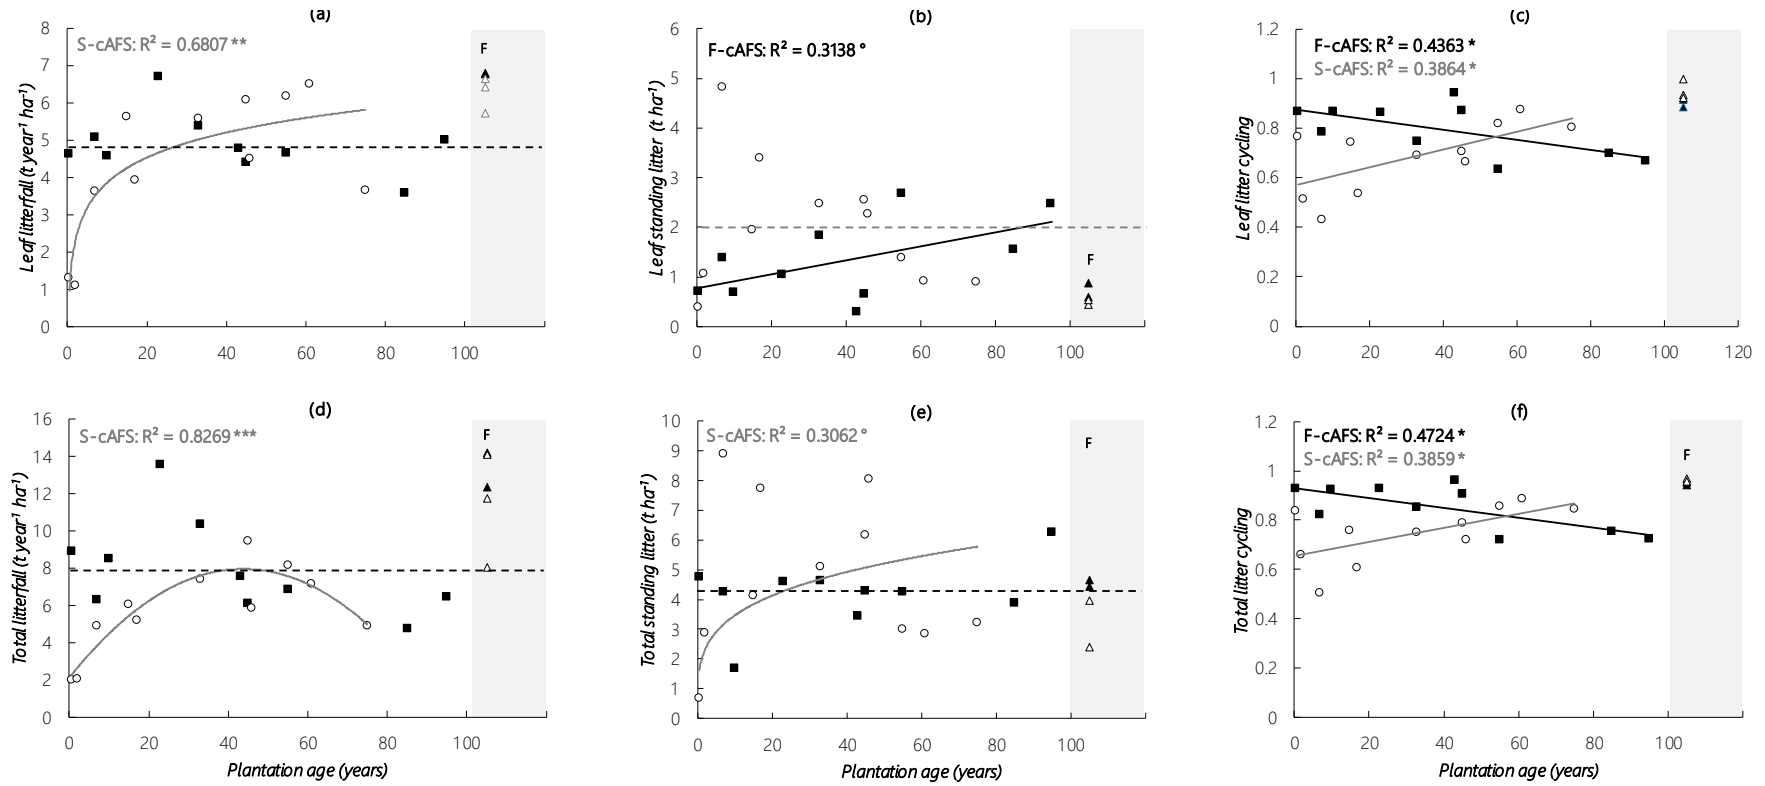 (a)
S-cAFS: R² = 0.6807 **
F
Leaf litterfall (t year¹ ha⁻¹)
8
7
6
5
4
3
2
1
0
0 20 40 60 80 100
(b)
F-cAFS: R² = 0.3138 °
F
Leaf standing litter (t ha⁻¹)
6
5
4
3
2
1
0
0 20 40 60 80 100
(c)
F-cAFS: R² = 0.4363 *
S-cAFS: R² = 0.3864 *
Leaf litter cycling
1.2
1
0.8
0.6
0.4
0.2
0
0 20 40 60 80 100 120
(d)
S-cAFS: R² = 0.8269 ***
F
Total litterfall (t year¹ ha⁻¹)
16
14
12
10
8
6
4
2
0
0 20 40 60 80 100
Plantation age (years)
(e)
S-cAFS: R² = 0.3062 °
F
Total standing litter (t ha⁻¹)
10
9
8
7
6
5
4
3
2
1
0
0 20 40 60 80 100
Plantation age (years)
(f)
F-cAFS: R² = 0.4724 *
S-cAFS: R² = 0.3859 *
F
Total litter cycling
1.2
1
0.8
0.6
0.4
0.2
0
0 20 40 60 80 100
Plantation age (years)